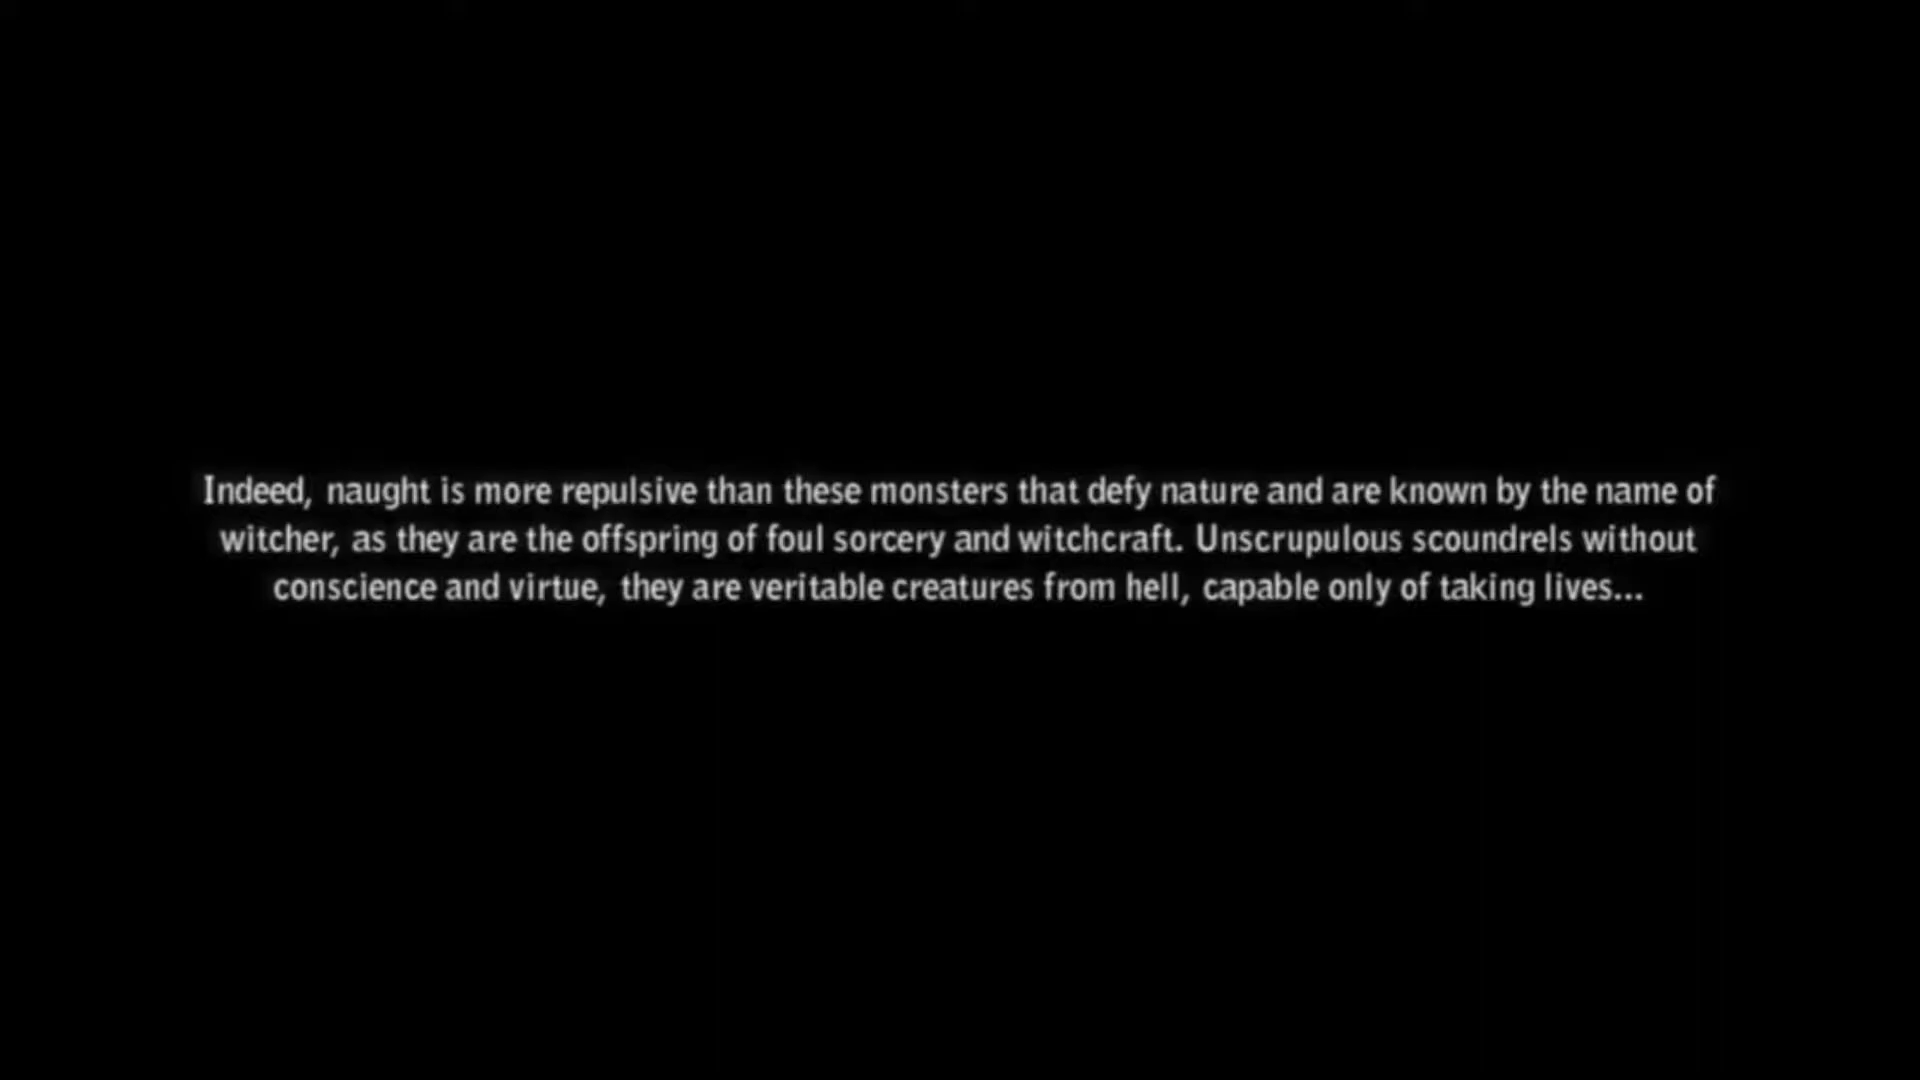 Indeed, naught is more repulsive than these monsters that defy nature and are known by the name of
witcher, as they are the offspring of foul sorcery and witchcraft. Unscrupulous scoundrels without
conscience and virtue, they are veritable creatures from hell, capable only of taking lives...